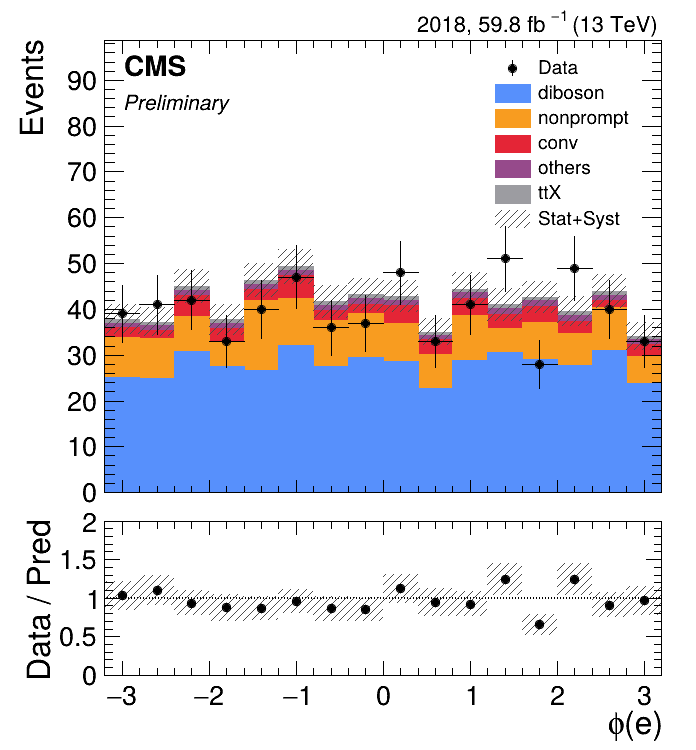 2018, 59.8 fb⁻¹ (13 TeV)
CMS
Preliminary
Data
diboson
nonprompt
conv
others
ttX
Stat+Syst
Events
90
80
70
60
50
40
30
20
10
0
Data / Pred
2
1.5
1
0.5
0
−3 −2 −1 0 1 2 3
ϕ(e)